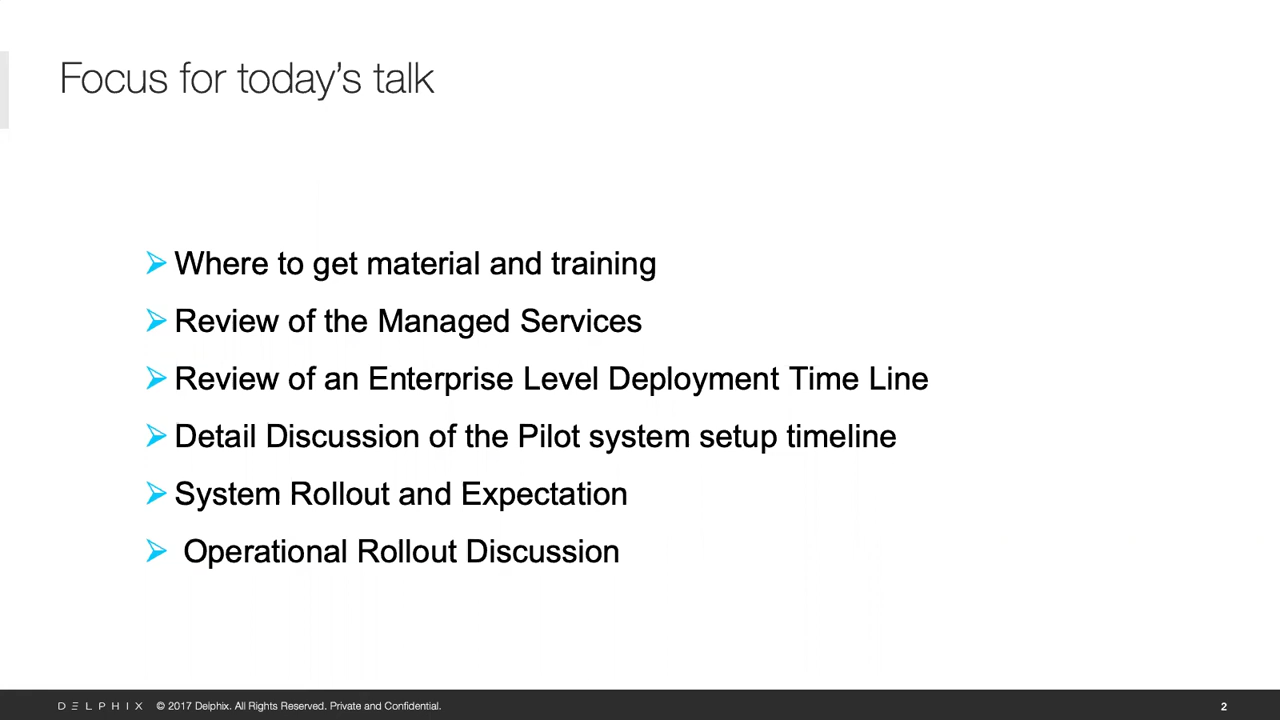 Focus for today's talk
Where to get material and training
Review of the Managed Services
Review of an Enterprise Level Deployment Time Line
Detail Discussion of the Pilot system setup timeline
System Rollout and Expectation
Operational Rollout Discussion
DELPHIX © 2017 Delphix. All Rights Reserved. Private and Confidential. 2